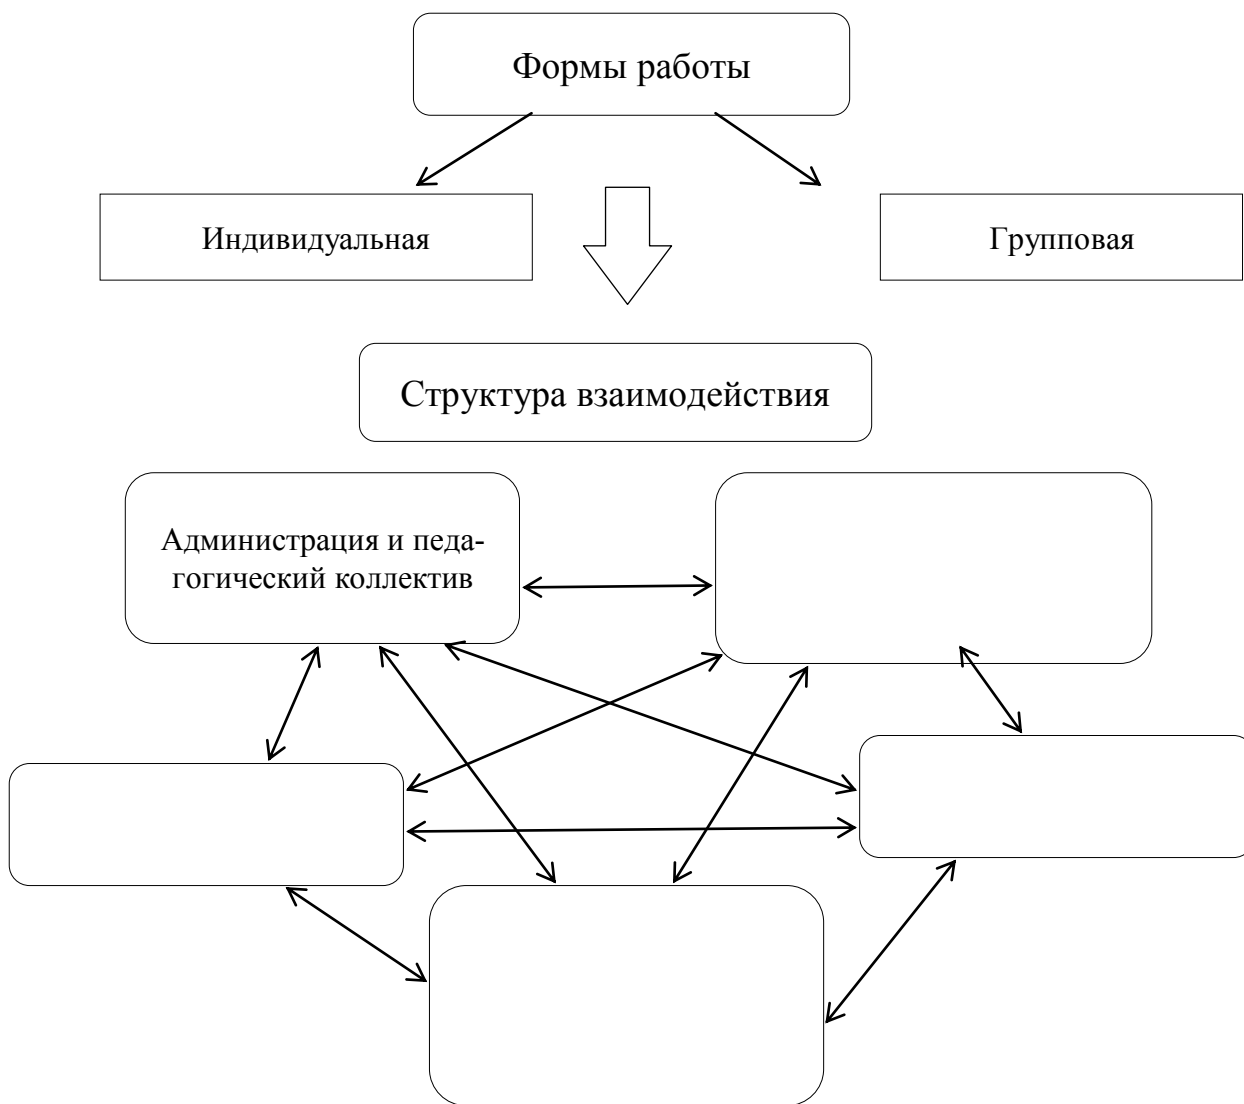 Формы работы
Индивидуальная
Групповая
Структура взаимодействия
Администрация и педа-
гогический коллектив